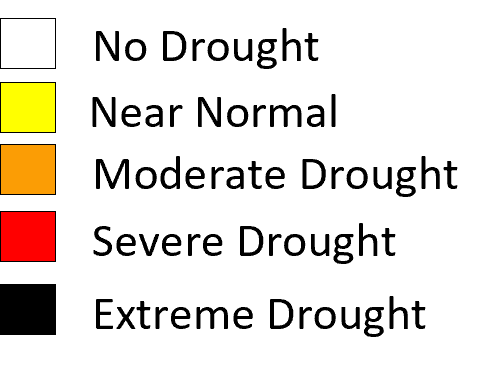 No Drought
Near Normal
Moderate Drought
Severe Drought
Extreme Drought